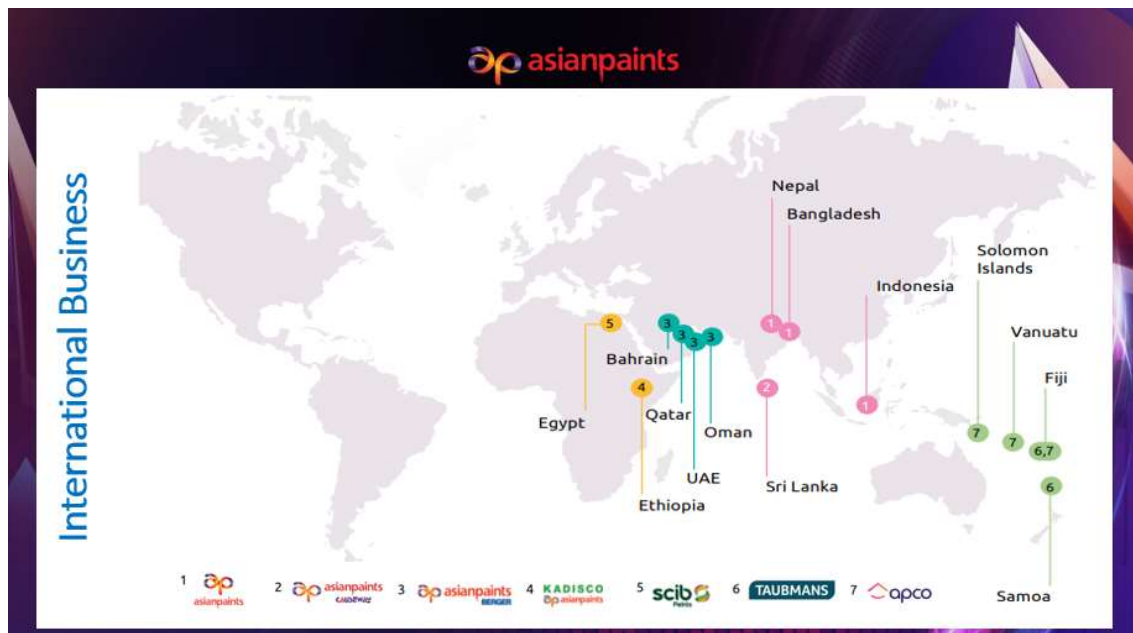 asianpaints
International Business
Nepal
Bangladesh
Solomon
Islands
Indonesia
Vanuatu
Fiji
5
3
3
3
3
1
1
Bahrain
4
2
1
Egypt
Qatar
Oman
7
7
6,7
UAE
Sri Lanka
6
Ethiopia
Samoa
1 asianpaints
2 asianpaints
CAUSEWAY
3 asianpaints
BERGER
4 KADISCO
asianpaints
5 scib
Paints
6 TAUBMANS
7 apco